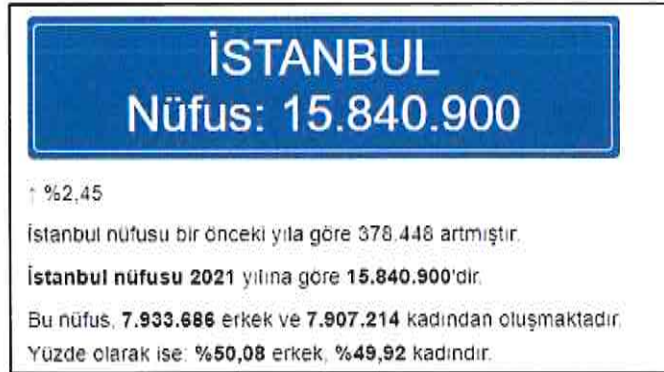 İSTANBUL
Nüfus: 15.840.900
↑ %2,45
İstanbul nüfusu bir önceki yıla göre 378.448 artmıştır.
İstanbul nüfusu 2021 yılına göre 15.840.900'dir.
Bu nüfus, 7.933.686 erkek ve 7.907.214 kadından oluşmaktadır.
Yüzde olarak ise: %50,08 erkek, %49,92 kadındır.